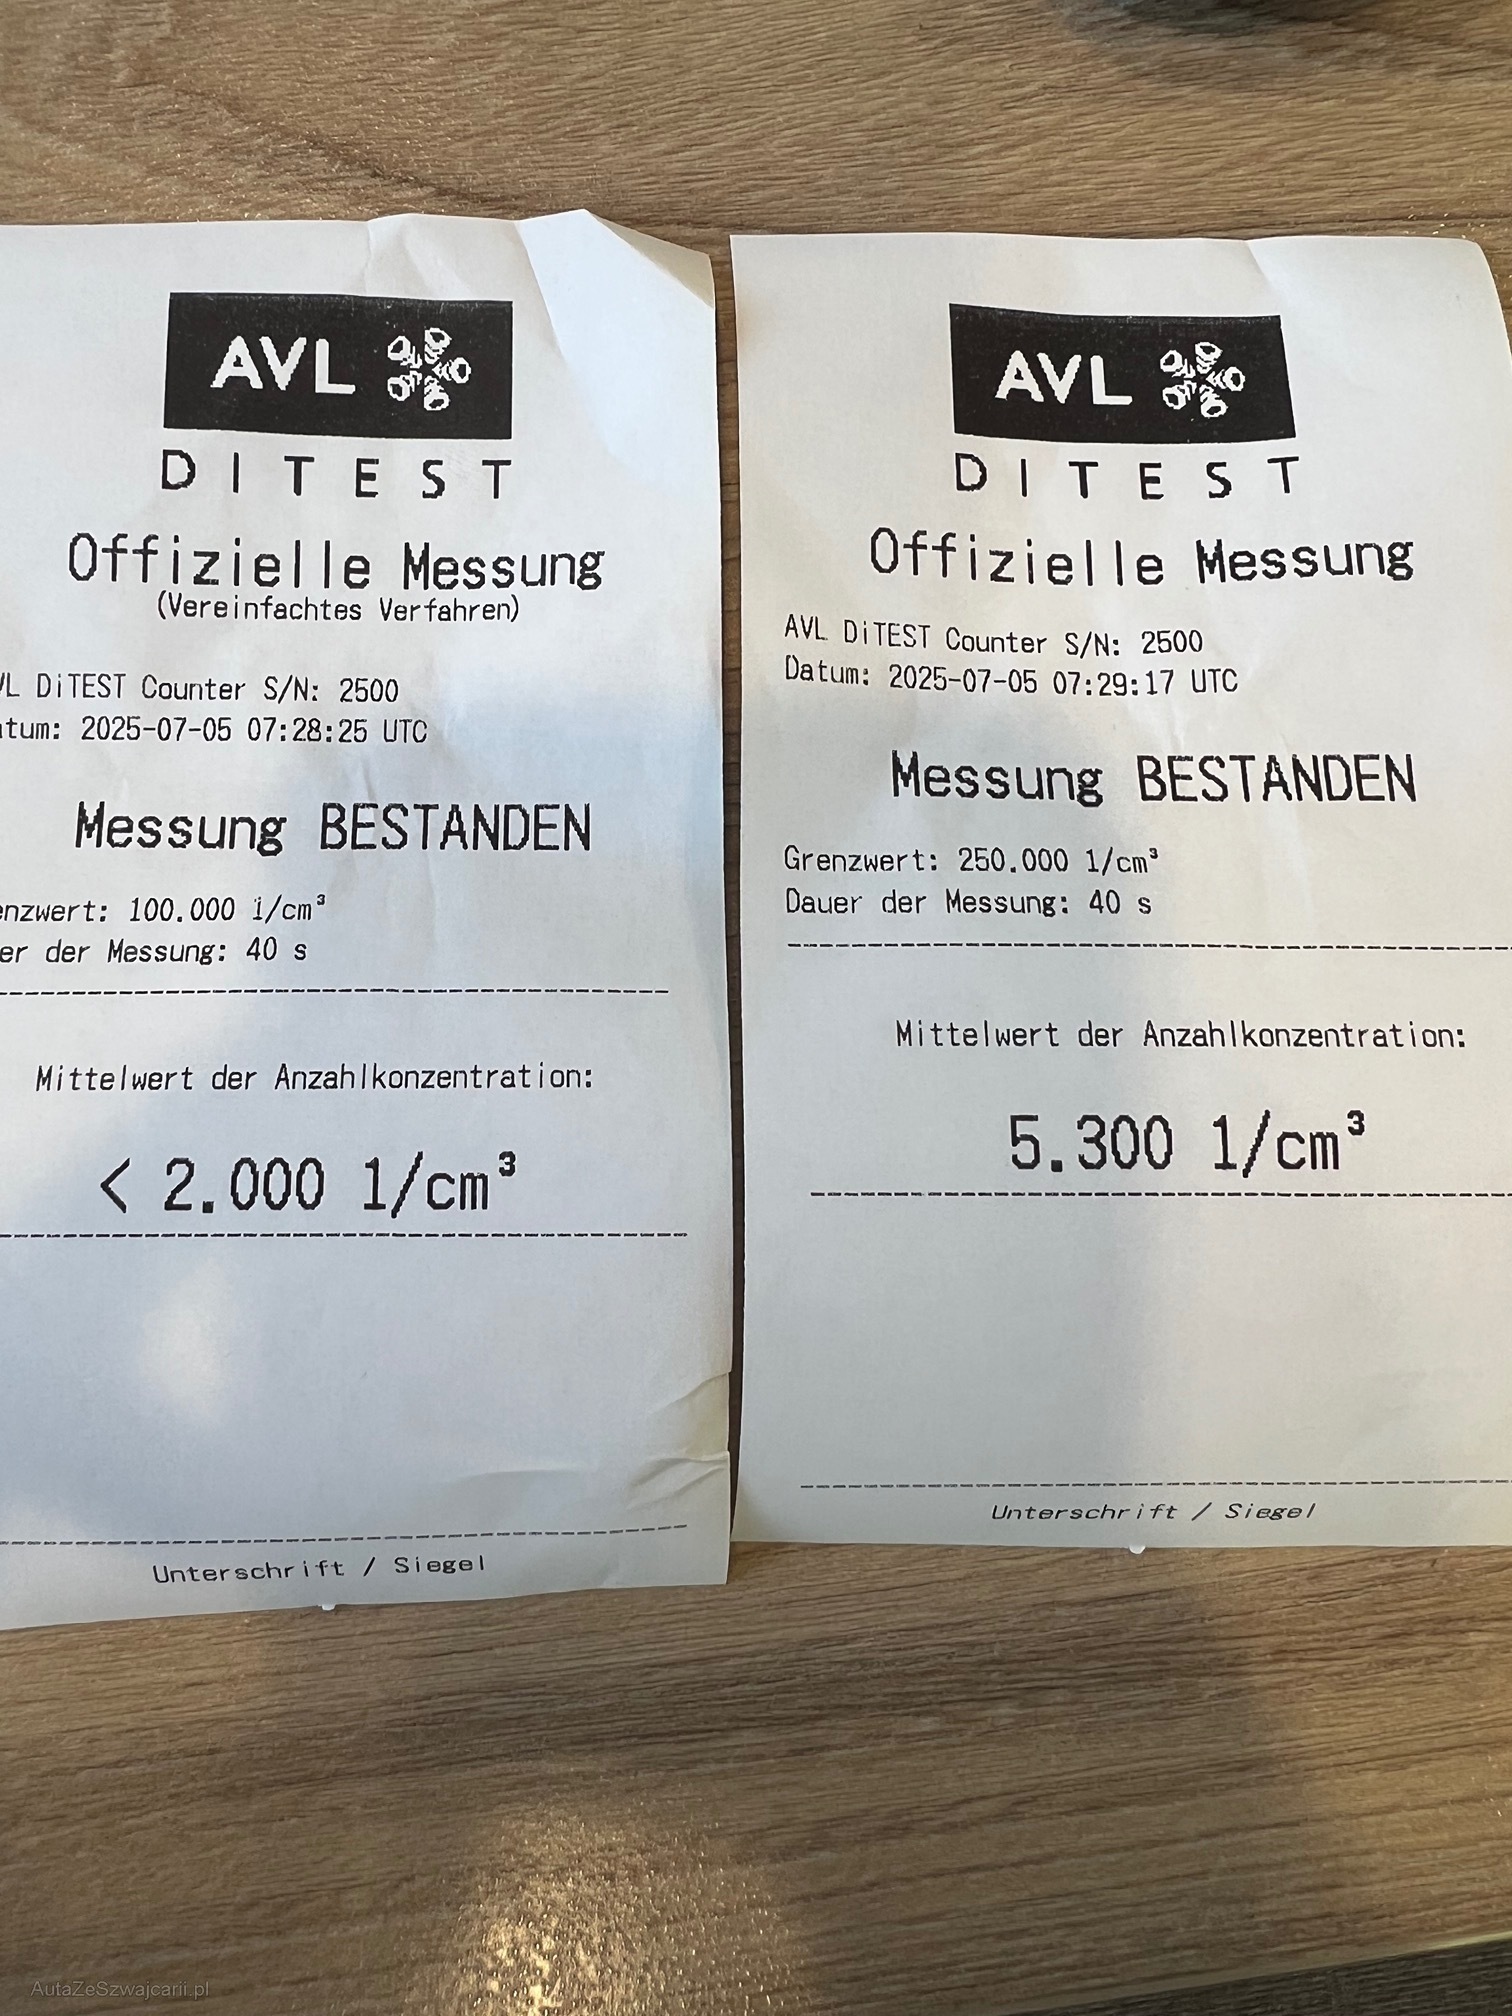 AVL
DITEST
Offizielle Messung
(Vereinfachtes Verfahren)
VL DiTEST Counter S/N: 2500
atum: 2025-07-05 07:28:25 UTC
Messung BESTANDEN
enzwert: 100.000 1/cm³
er der Messung: 40 s
Mittelwert der Anzahlkonzentration:
< 2.000 1/cm³
Unterschrift / Siegel
AVL
DITEST
Offizielle Messung
AVL DiTEST Counter S/N: 2500
Datum: 2025-07-05 07:29:17 UTC
Messung BESTANDEN
Grenzwert: 250.000 1/cm³
Dauer der Messung: 40 s
Mittelwert der Anzahlkonzentration:
5.300 1/cm³
Unterschrift / Siegel
AutaZeSzwajcarii.pl